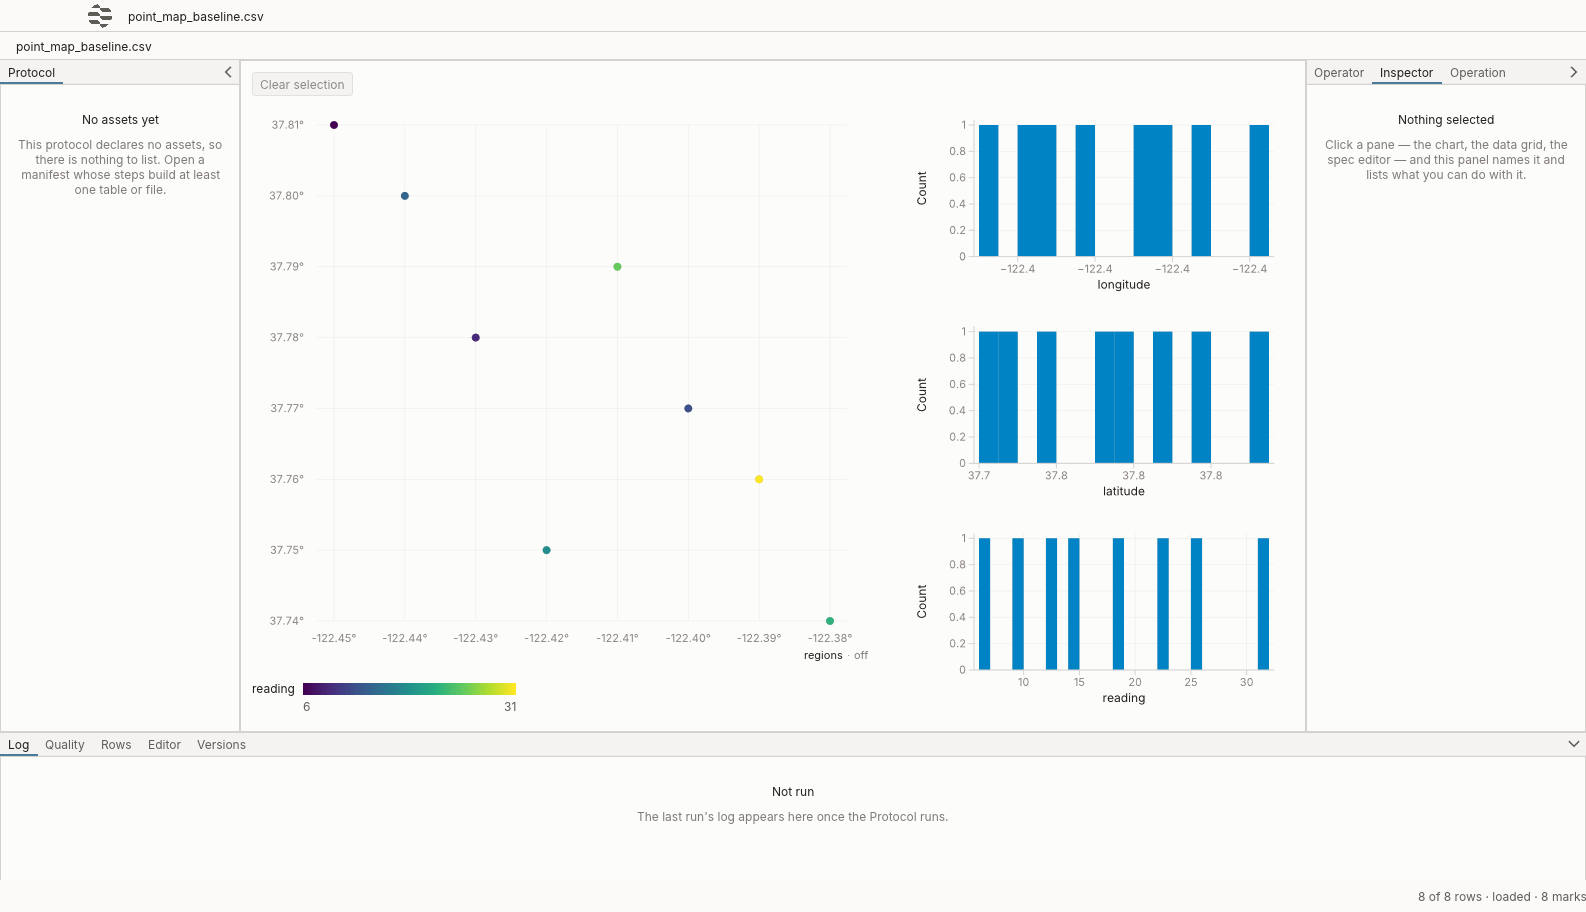 point_map_baseline.csv
point_map_baseline.csv
Protocol
No assets yet
This protocol declares no assets, so
there is nothing to list. Open a
manifest whose steps build at least
one table or file.
Clear selection
37.81°
37.80°
37.79°
37.78°
37.77°
37.76°
37.75°
37.74°
-122.45°
-122.44°
-122.43°
-122.42°
-122.41°
-122.40°
-122.39°
-122.38°
regions · off
reading
6
31
Count
1
0.8
0.6
0.4
0.2
0
−122.4
−122.4
−122.4
−122.4
longitude
Count
1
0.8
0.6
0.4
0.2
0
37.7
37.8
37.8
37.8
latitude
Count
1
0.8
0.6
0.4
0.2
0
10
15
20
25
30
reading
Operator
Inspector
Operation
Nothing selected
Click a pane — the chart, the data grid, the
spec editor — and this panel names it and
lists what you can do with it.
Log
Quality
Rows
Editor
Versions
Not run
The last run's log appears here once the Protocol runs.
8 of 8 rows · loaded · 8 marks